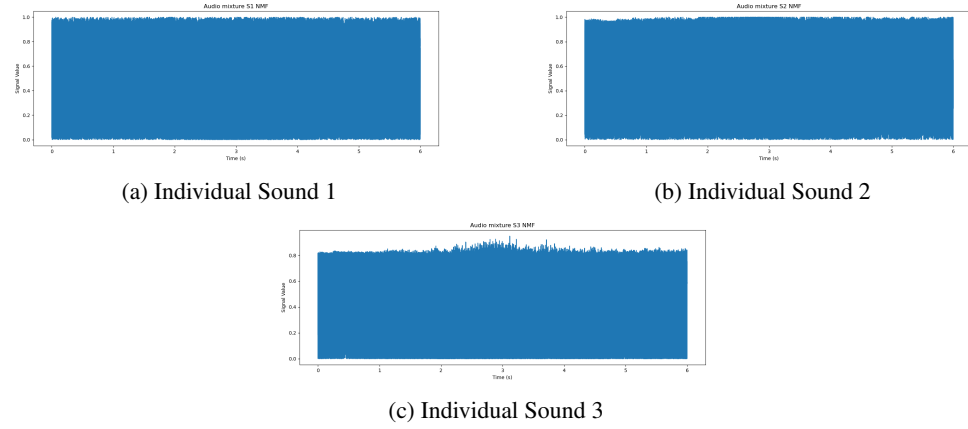 Audio mixture S1 NMF
Signal Value
1.0
0.8
0.6
0.4
0.2
0.0
0 1 2 3 4 5 6
Time (s)
(a) Individual Sound 1
Audio mixture S2 NMF
Signal Value
1.0
0.8
0.6
0.4
0.2
0.0
0 1 2 3 4 5 6
Time (s)
(b) Individual Sound 2
Audio mixture S3 NMF
Signal Value
0.8
0.6
0.4
0.2
0.0
0 1 2 3 4 5 6
Time (s)
(c) Individual Sound 3